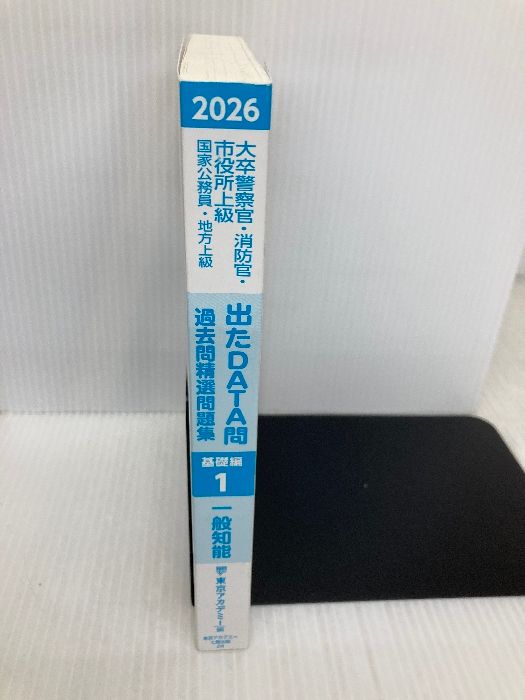 2026
大卒警察官・消防官・
市役所上級
国家公務員・地方上級
出たDATA問
過去問精選問題集
基礎編
1
一般知能
東京アカデミー編